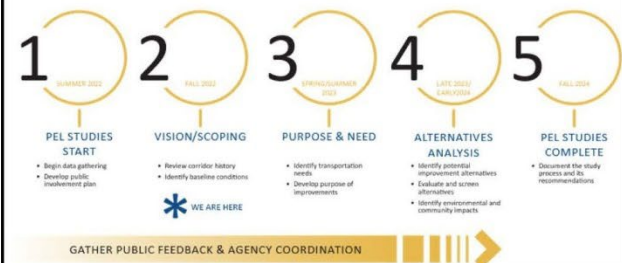 1
SUMMER 2022
PEL STUDIES
START
• Begin data gathering
• Develop public
involvement plan
2
FALL 2022
VISION/SCOPING
• Review corridor history
• Identify baseline conditions
WE ARE HERE
3
SPRING/SUMMER
2023
PURPOSE & NEED
• Identify transportation
needs
• Develop purpose of
improvements
4
LATE 2023/
EARLY2024
ALTERNATIVES
ANALYSIS
• Identify potential
improvement alternatives
• Evaluate and screen
alternatives
• Identify environmental and
community impacts
5
FALL 2024
PEL STUDIES
COMPLETE
• Document the study
process and its
recommendations
GATHER PUBLIC FEEDBACK & AGENCY COORDINATION